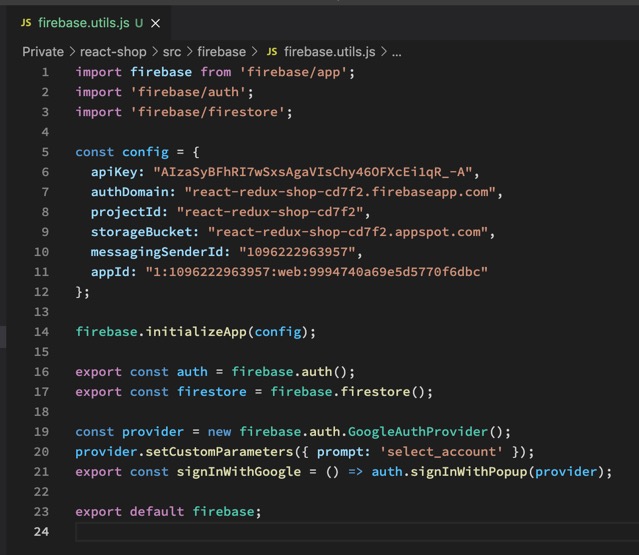 JS firebase.utils.js U ×
Private > react-shop > src > firebase > JS firebase.utils.js > ...
1 import firebase from 'firebase/app';
2 import 'firebase/auth';
3 import 'firebase/firestore';
4
5 const config = {
6 apiKey: "AIzaSyBFhRI7wSxsAgaVIsChy46OFXcEi1qR_-A",
7 authDomain: "react-redux-shop-cd7f2.firebaseapp.com",
8 projectId: "react-redux-shop-cd7f2",
9 storageBucket: "react-redux-shop-cd7f2.appspot.com",
10 messagingSenderId: "1096222963957",
11 appId: "1:1096222963957:web:9994740a69e5d5770f6dbc"
12 };
13
14 firebase.initializeApp(config);
15
16 export const auth = firebase.auth();
17 export const firestore = firebase.firestore();
18
19 const provider = new firebase.auth.GoogleAuthProvider();
20 provider.setCustomParameters({ prompt: 'select_account' });
21 export const signInWithGoogle = () => auth.signInWithPopup(provider);
22
23 export default firebase;
24